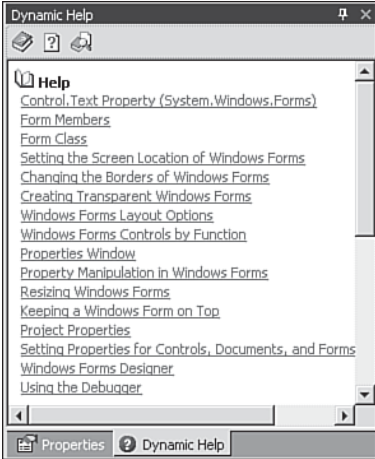 Dynamic Help
Help
Control.Text Property (System.Windows.Forms)
Form Members
Form Class
Setting the Screen Location of Windows Forms
Changing the Borders of Windows Forms
Creating Transparent Windows Forms
Windows Forms Layout Options
Windows Forms Controls by Function
Properties Window
Property Manipulation in Windows Forms
Resizing Windows Forms
Keeping a Windows Form on Top
Project Properties
Setting Properties for Controls, Documents, and Forms
Windows Forms Designer
Using the Debugger
Properties Dynamic Help